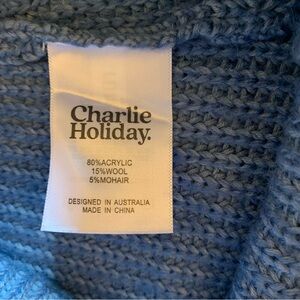 Charlie
Holiday.
80%ACRYLIC
15%WOOL
5%MOHAIR
DESIGNED IN AUSTRALIA
MADE IN CHINA